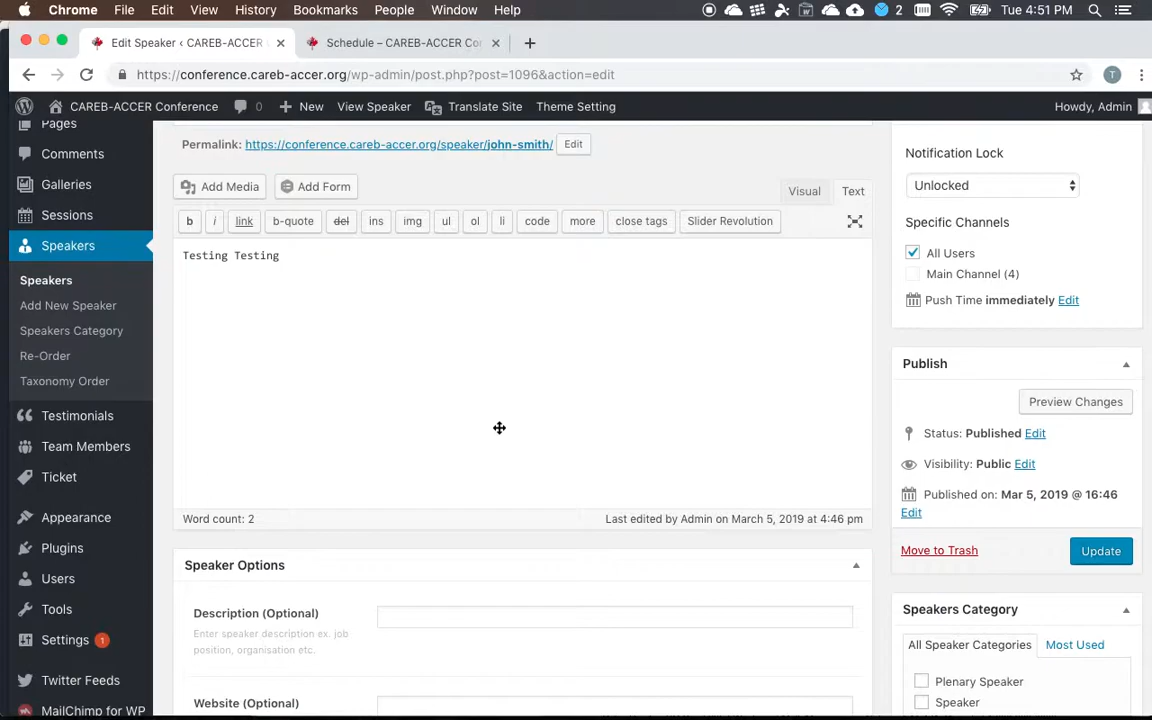 Chrome File Edit View History Bookmarks People Window Help 2 Tue 4:51 PM
Edit Speaker ‹ CAREB-ACCER Schedule – CAREB-ACCER Con
https://conference.careb-accer.org/wp-admin/post.php?post=1096&action=edit T
CAREB-ACCER Conference 0 New View Speaker Translate Site Theme Setting Howdy, Admin
Pages
Comments
Galleries
Sessions
Speakers
Speakers
Add New Speaker
Speakers Category
Re-Order
Taxonomy Order
Testimonials
Team Members
Ticket
Appearance
Plugins
Users
Tools
Settings 1
Twitter Feeds
MailChimp for WP
Permalink: https://conference.careb-accer.org/speaker/john-smith/ Edit
Add Media Add Form Visual Text
b i link b-quote del ins img ul ol li code more close tags Slider Revolution
Testing Testing
Word count: 2 Last edited by Admin on March 5, 2019 at 4:46 pm
Speaker Options
Description (Optional)
Enter speaker description ex. job
position, organisation etc.
Website (Optional)
Notification Lock
Unlocked
Specific Channels
All Users
Main Channel (4)
Push Time immediately Edit
Publish
Preview Changes
Status: Published Edit
Visibility: Public Edit
Published on: Mar 5, 2019 @ 16:46
Edit
Move to Trash Update
Speakers Category
All Speaker Categories Most Used
Plenary Speaker
Speaker